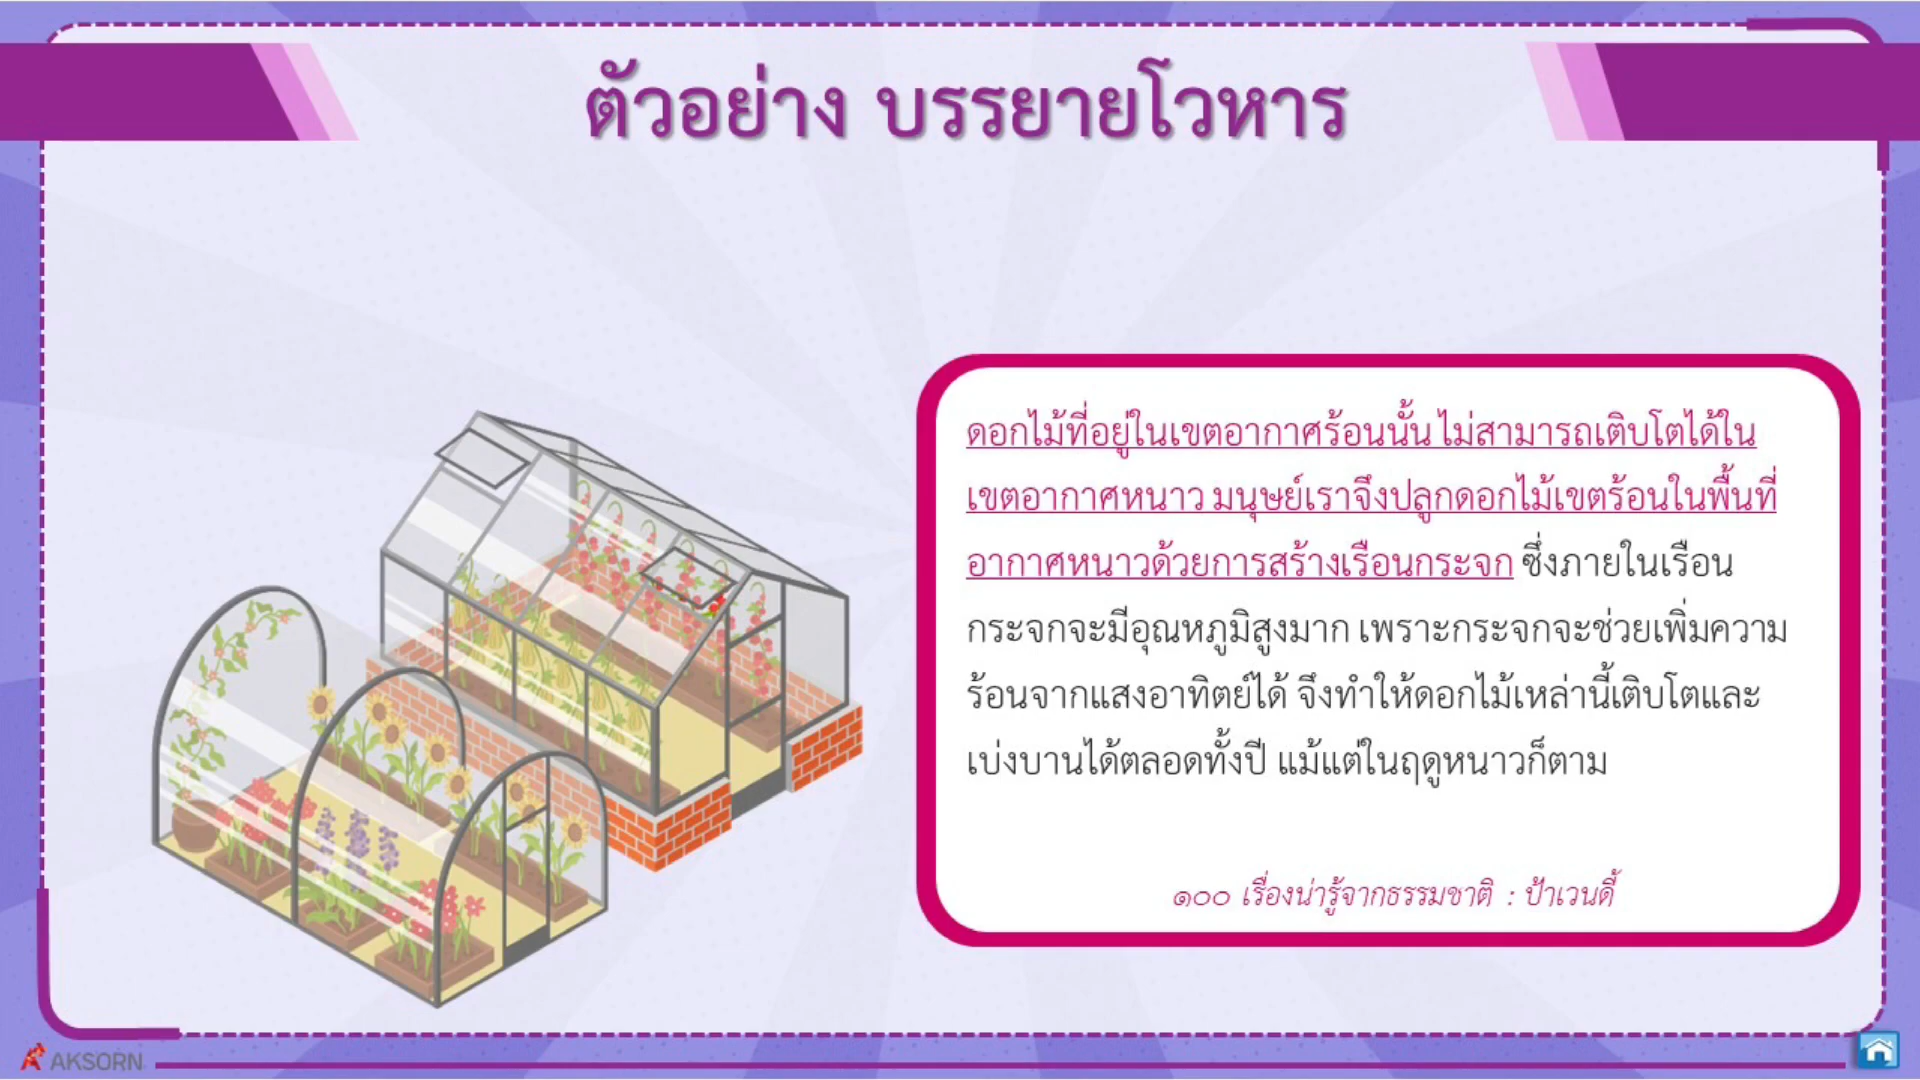 ตัวอย่าง บรรยายโวหาร
ดอกไม้ที่อยู่ในเขตอากาศร้อนนั้น ไม่สามารถเติบโตได้ใน
เขตอากาศหนาว มนุษย์เราจึงปลูกดอกไม้เขตร้อนในพื้นที่
อากาศหนาวด้วยการสร้างเรือนกระจก ซึ่งภายในเรือน
กระจกจะมีอุณหภูมิสูงมาก เพราะกระจกจะช่วยเพิ่มความ
ร้อนจากแสงอาทิตย์ได้ จึงทำให้ดอกไม้เหล่านี้เติบโตและ
เบ่งบานได้ตลอดทั้งปี แม้แต่ในฤดูหนาวก็ตาม
๑๐๐ เรื่องน่ารู้จากธรรมชาติ : ป้าเวนดี้
AKSORN